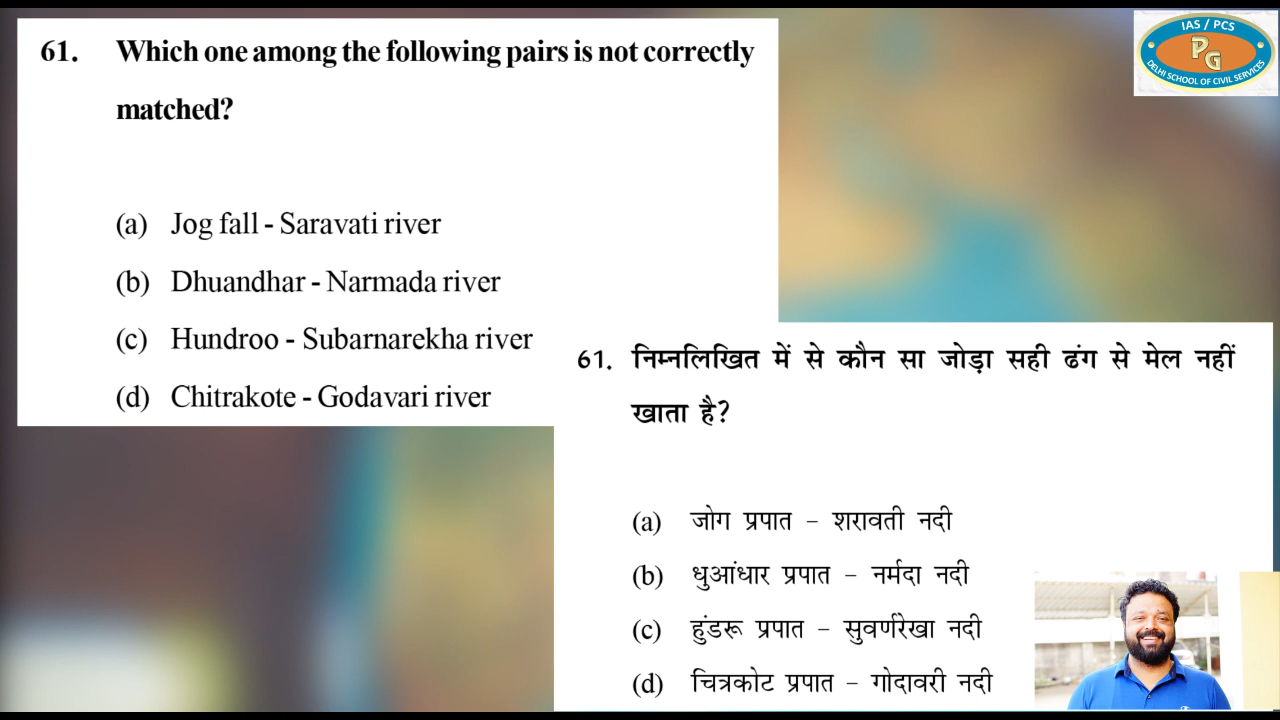 IAS / PCS
PG
DELHI SCHOOL OF CIVIL SERVICES
61. Which one among the following pairs is not correctly
matched?
(a) Jog fall - Saravati river
(b) Dhuandhar - Narmada river
(c) Hundroo - Subarnarekha river
(d) Chitrakote - Godavari river
61. निम्नलिखित में से कौन सा जोड़ा सही ढंग से मेल नहीं
खाता है?
(a) जोग प्रपात – शरावती नदी
(b) धुआंधार प्रपात – नर्मदा नदी
(c) हुंडरू प्रपात – सुवर्णरेखा नदी
(d) चित्रकोट प्रपात – गोदावरी नदी